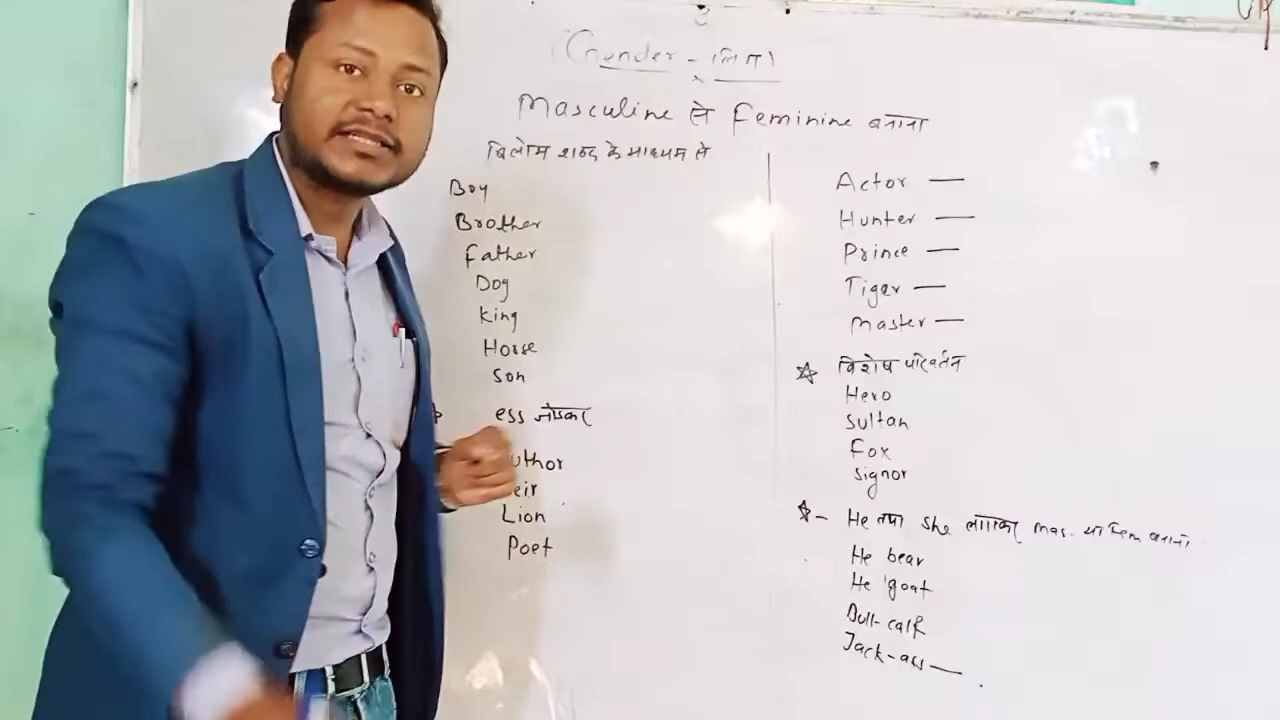 (Gender - लिंग)
Masculine से Feminine बनाना
विलोम शब्द के माध्यम से
Boy
Brother
Father
Dog
King
Horse
Son
ess जोड़कर
uthor
eir
Lion
Poet
Actor —
Hunter —
Prince —
Tiger —
Master —
☆ विशेष परिवर्तन
Hero
Sultan
Fox
Signor
☆- He तथा She लगाकर mas. या Fem बनाना
He bear
He goat
Bull-calf
Jack-ass —